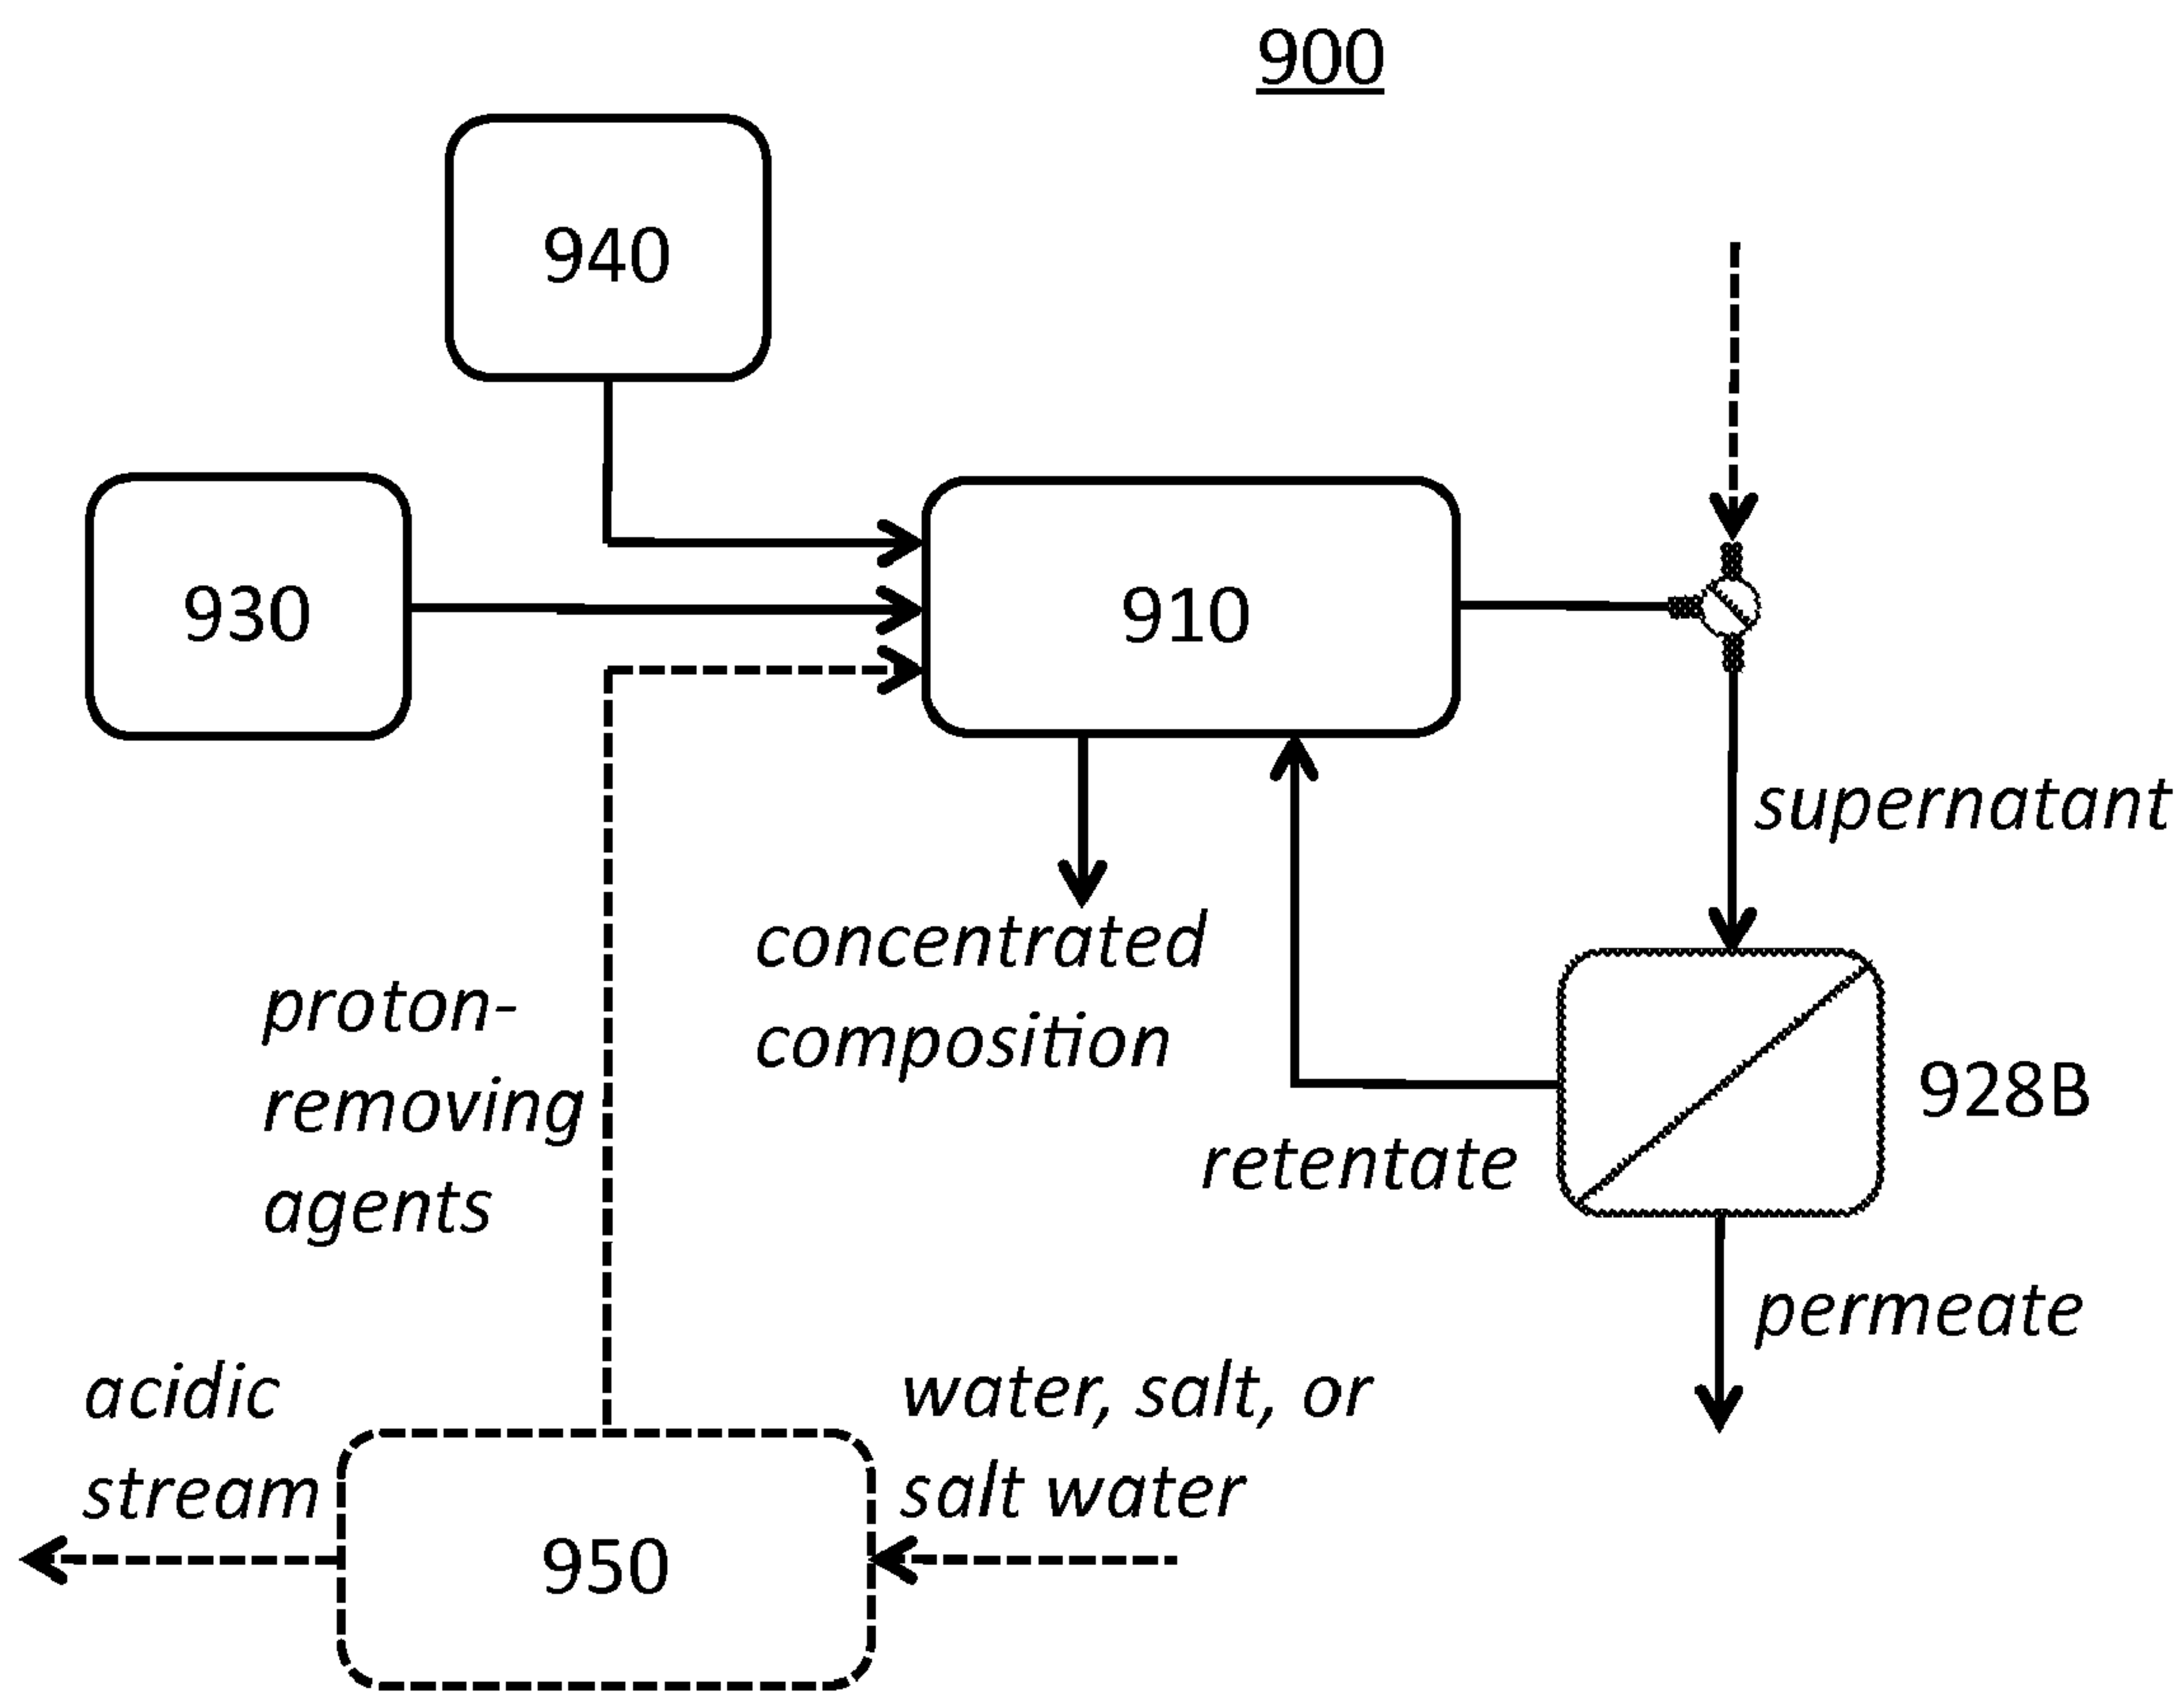 900
940
930
910
supernatant
concentrated
composition
proton-
removing
agents
928B
retentate
permeate
acidic
stream
water, salt, or
salt water
950